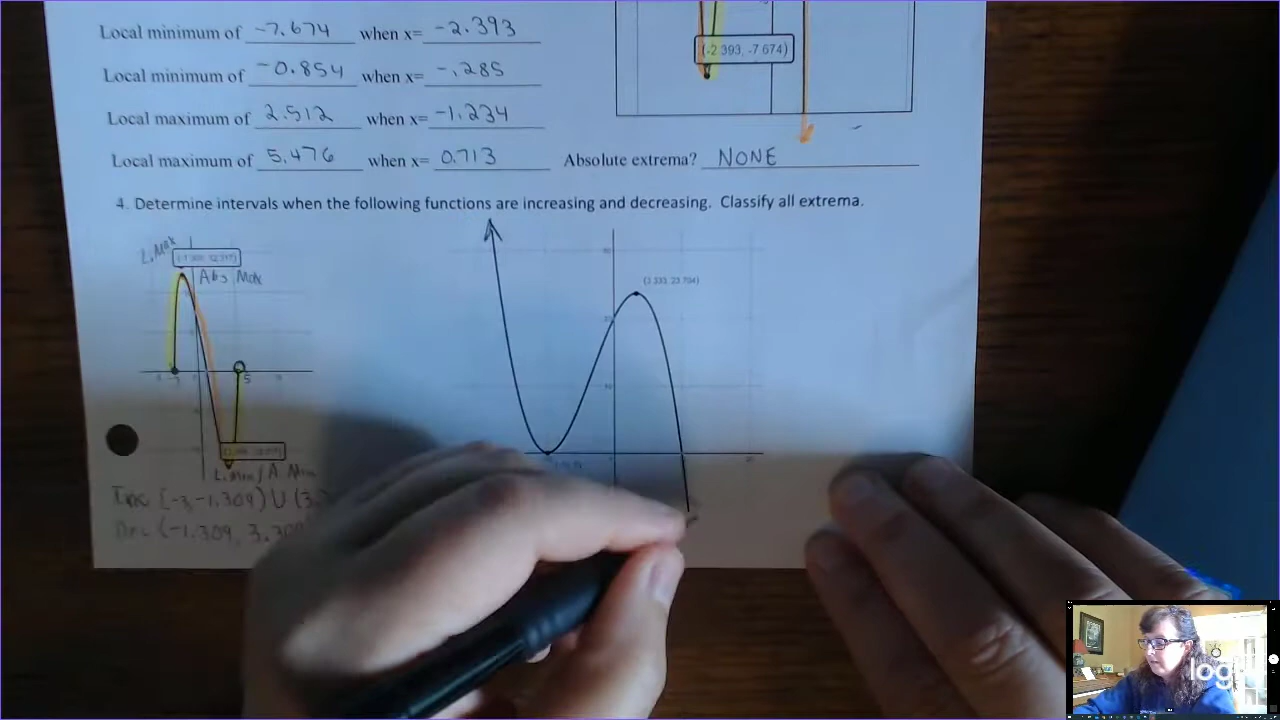 Local minimum of -7.674 when x= -2.393
(-2.393, -7.674)
Local minimum of -0.854 when x= -.285
Local maximum of 2.512 when x= -1.234
Local maximum of 5.476 when x= 0.713 Absolute extrema? NONE
4. Determine intervals when the following functions are increasing and decreasing. Classify all extrema.
L. Max
Abs Max
5
L. Min / A. Min
Inc (-3, -1.309) U (3.
Dec (-1.309, 3.309
log